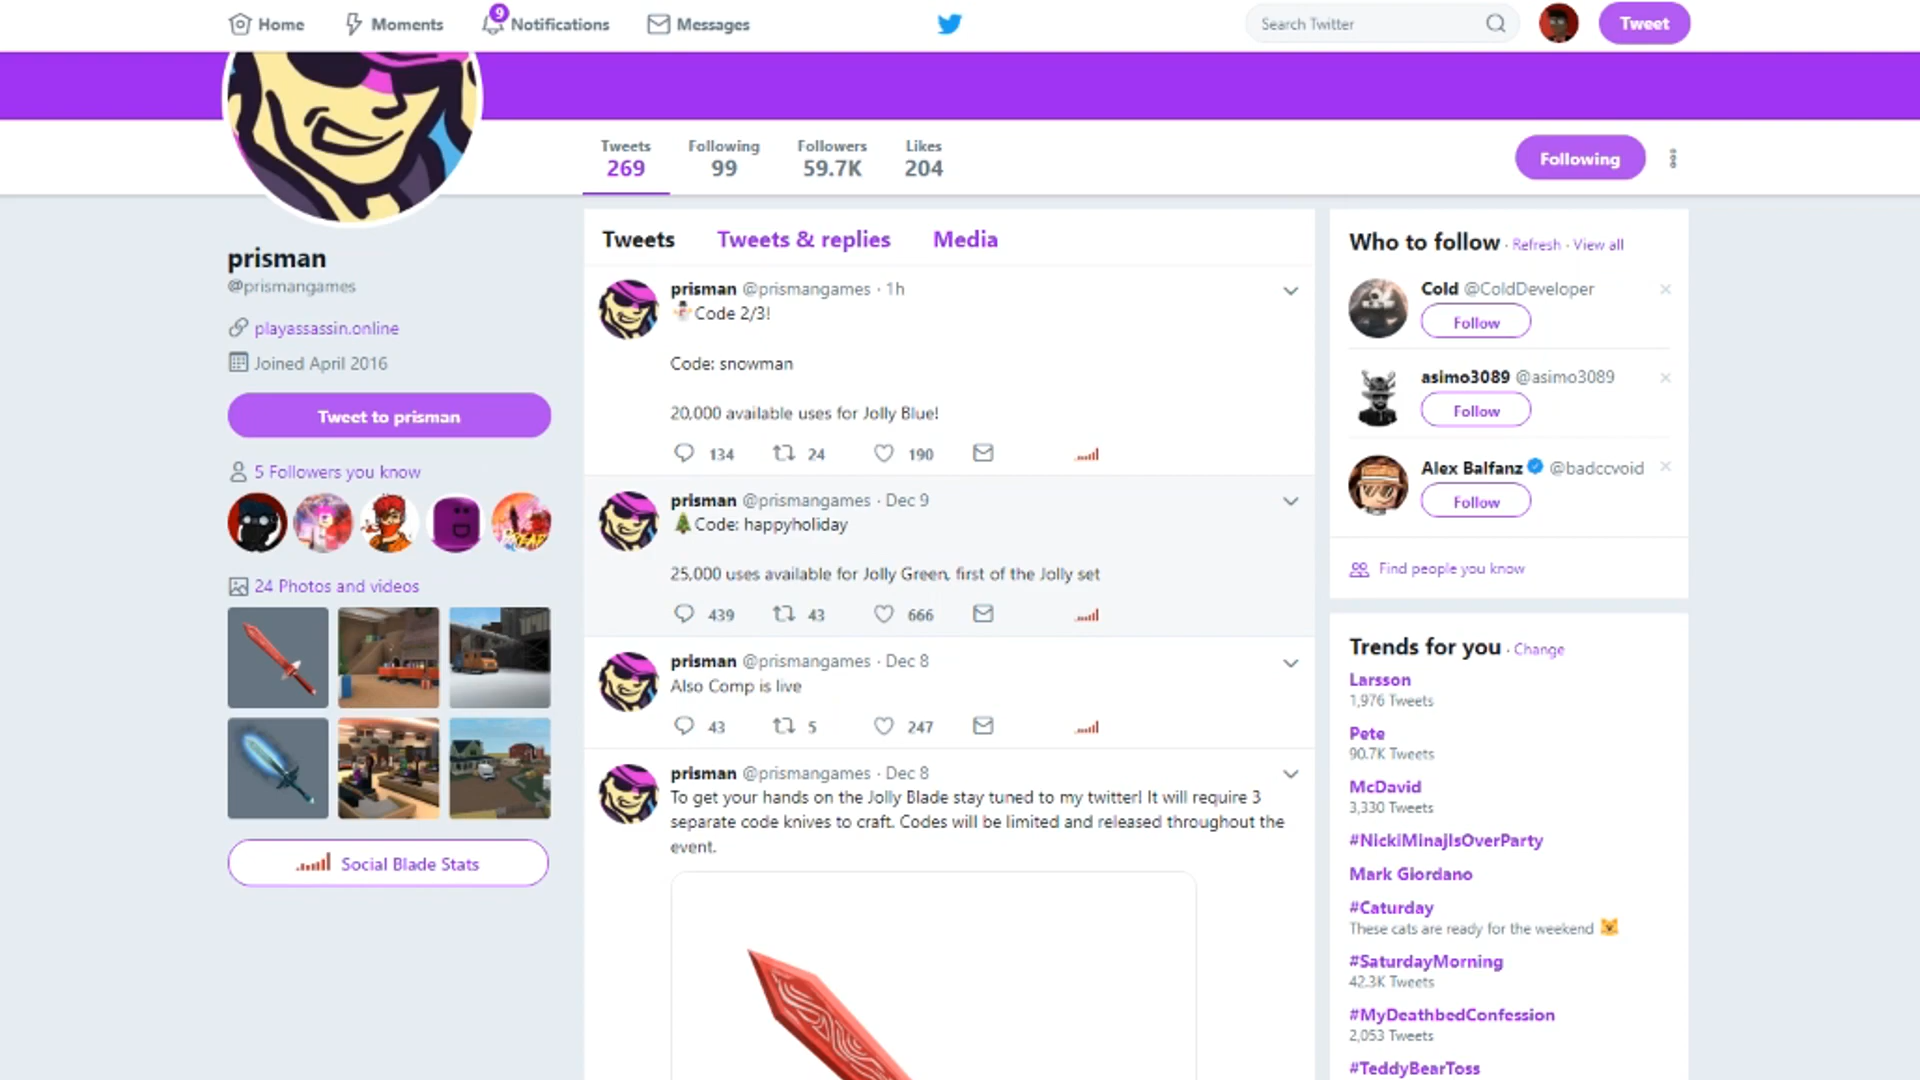 Home
Moments
9
Notifications
Messages
Search Twitter
Tweet
Tweets
269
Following
99
Followers
59.7K
Likes
204
Following
prisman
@prismangames
playassassin.online
Joined April 2016
Tweet to prisman
5 Followers you know
24 Photos and videos
Social Blade Stats
Tweets
Tweets & replies
Media
prisman @prismangames · 1h
Code 2/3!
Code: snowman
20,000 available uses for Jolly Blue!
134
24
190
prisman @prismangames · Dec 9
Code: happyholiday
25,000 uses available for Jolly Green, first of the Jolly set
439
43
666
prisman @prismangames · Dec 8
Also Comp is live
43
5
247
prisman @prismangames · Dec 8
To get your hands on the Jolly Blade stay tuned to my twitter! It will require 3
separate code knives to craft. Codes will be limited and released throughout the
event.
Who to follow · Refresh · View all
Cold @ColdDeveloper
Follow
asimo3089 @asimo3089
Follow
Alex Balfanz @badccvoid
Follow
Find people you know
Trends for you · Change
Larsson
1,976 Tweets
Pete
90.7K Tweets
McDavid
3,330 Tweets
#NickiMinajIsOverParty
Mark Giordano
#Caturday
These cats are ready for the weekend
#SaturdayMorning
42.3K Tweets
#MyDeathbedConfession
2,053 Tweets
#TeddyBearToss